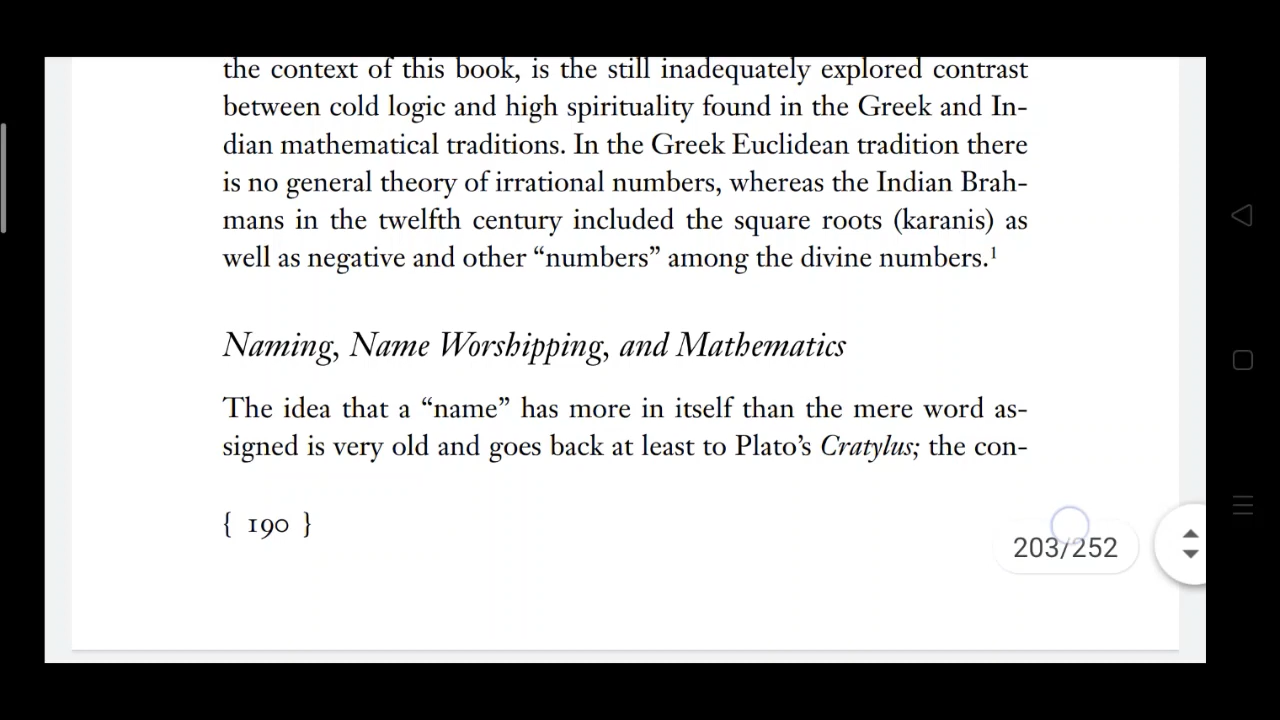 the context of this book, is the still inadequately explored contrast
between cold logic and high spirituality found in the Greek and In-
dian mathematical traditions. In the Greek Euclidean tradition there
is no general theory of irrational numbers, whereas the Indian Brah-
mans in the twelfth century included the square roots (karanis) as
well as negative and other “numbers” among the divine numbers.¹
Naming, Name Worshipping, and Mathematics
The idea that a “name” has more in itself than the mere word as-
signed is very old and goes back at least to Plato’s Cratylus; the con-
{ 190 }
203/252